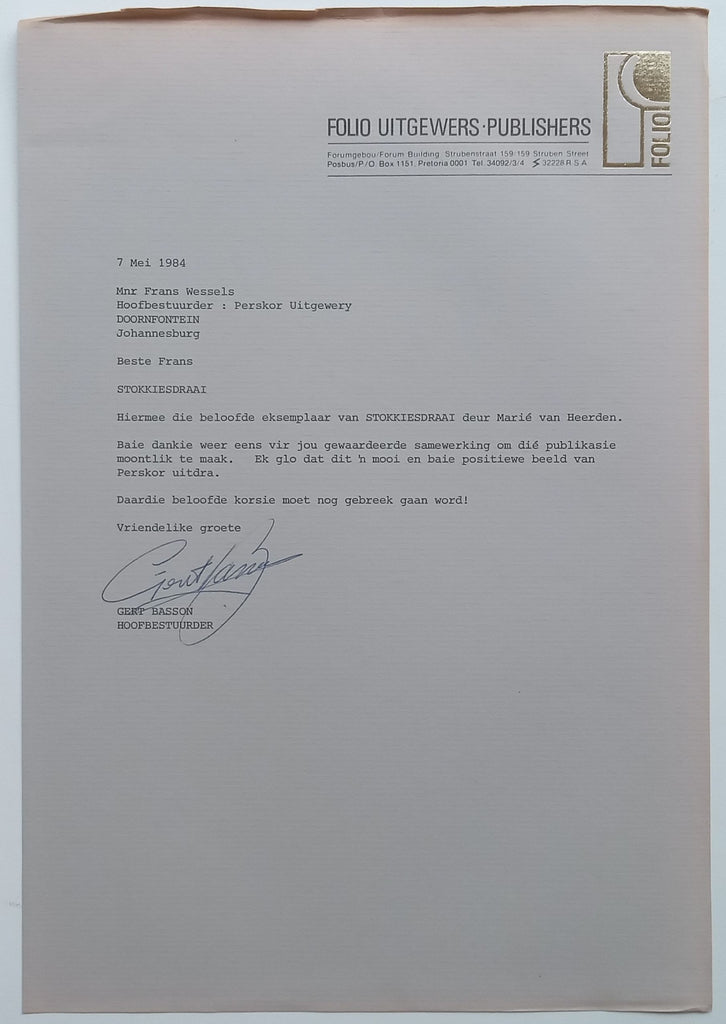 FOLIO UITGEWERS·PUBLISHERS
FOLIO
Forumgebou/Forum Building Strubenstraat 159/159 Struben Street
Posbus/P/O Box 1151, Pretoria 0001 Tel. 34092/3/4 32228 R.S.A.
7 Mei 1984
Mnr Frans Wessels
Hoofbestuurder : Perskor Uitgewery
DOORNFONTEIN
Johannesburg
Beste Frans
STOKKIESDRAAI
Hiermee die beloofde eksemplaar van STOKKIESDRAAI deur Marié van Heerden.
Baie dankie weer eens vir jou gewaardeerde samewerking om dié publikasie
moontlik te maak. Ek glo dat dit 'n mooi en baie positiewe beeld van
Perskor uitdra.
Daardie beloofde korsie moet nog gebreek gaan word!
Vriendelike groete
GERT BASSON
HOOFBESTUURDER